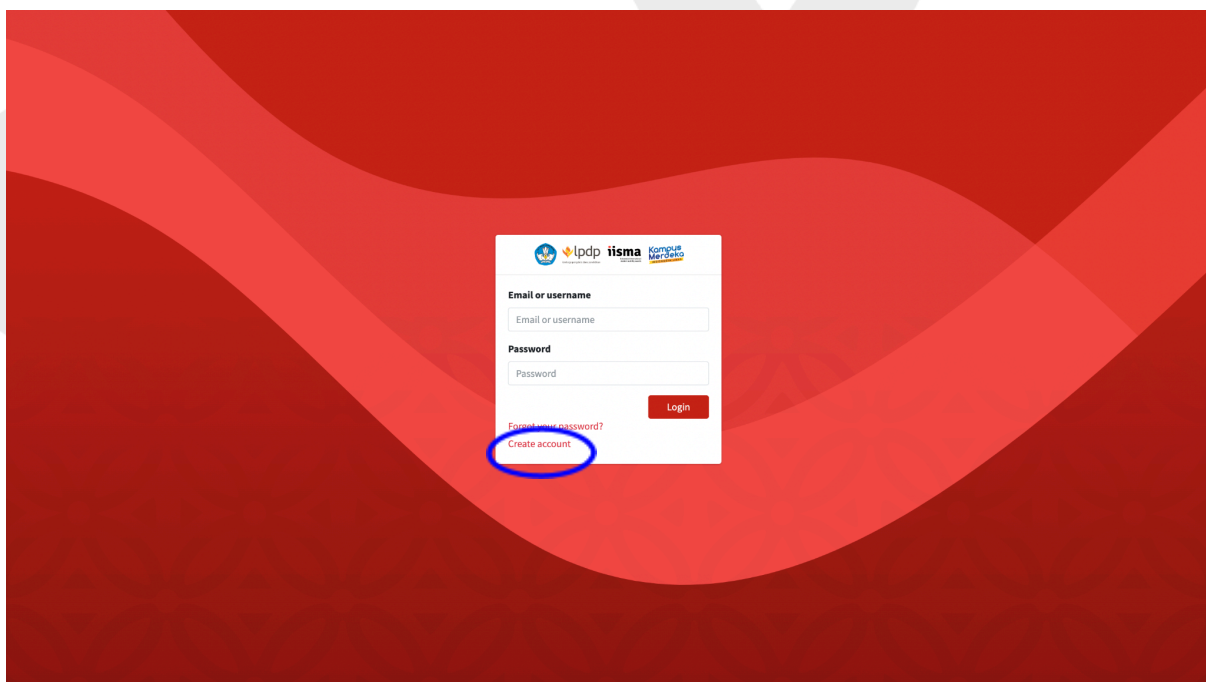 lpdp iisma Kampus
Merdeka
Email or username
Email or username
Password
Password
Login
Forgot your password?
Create account